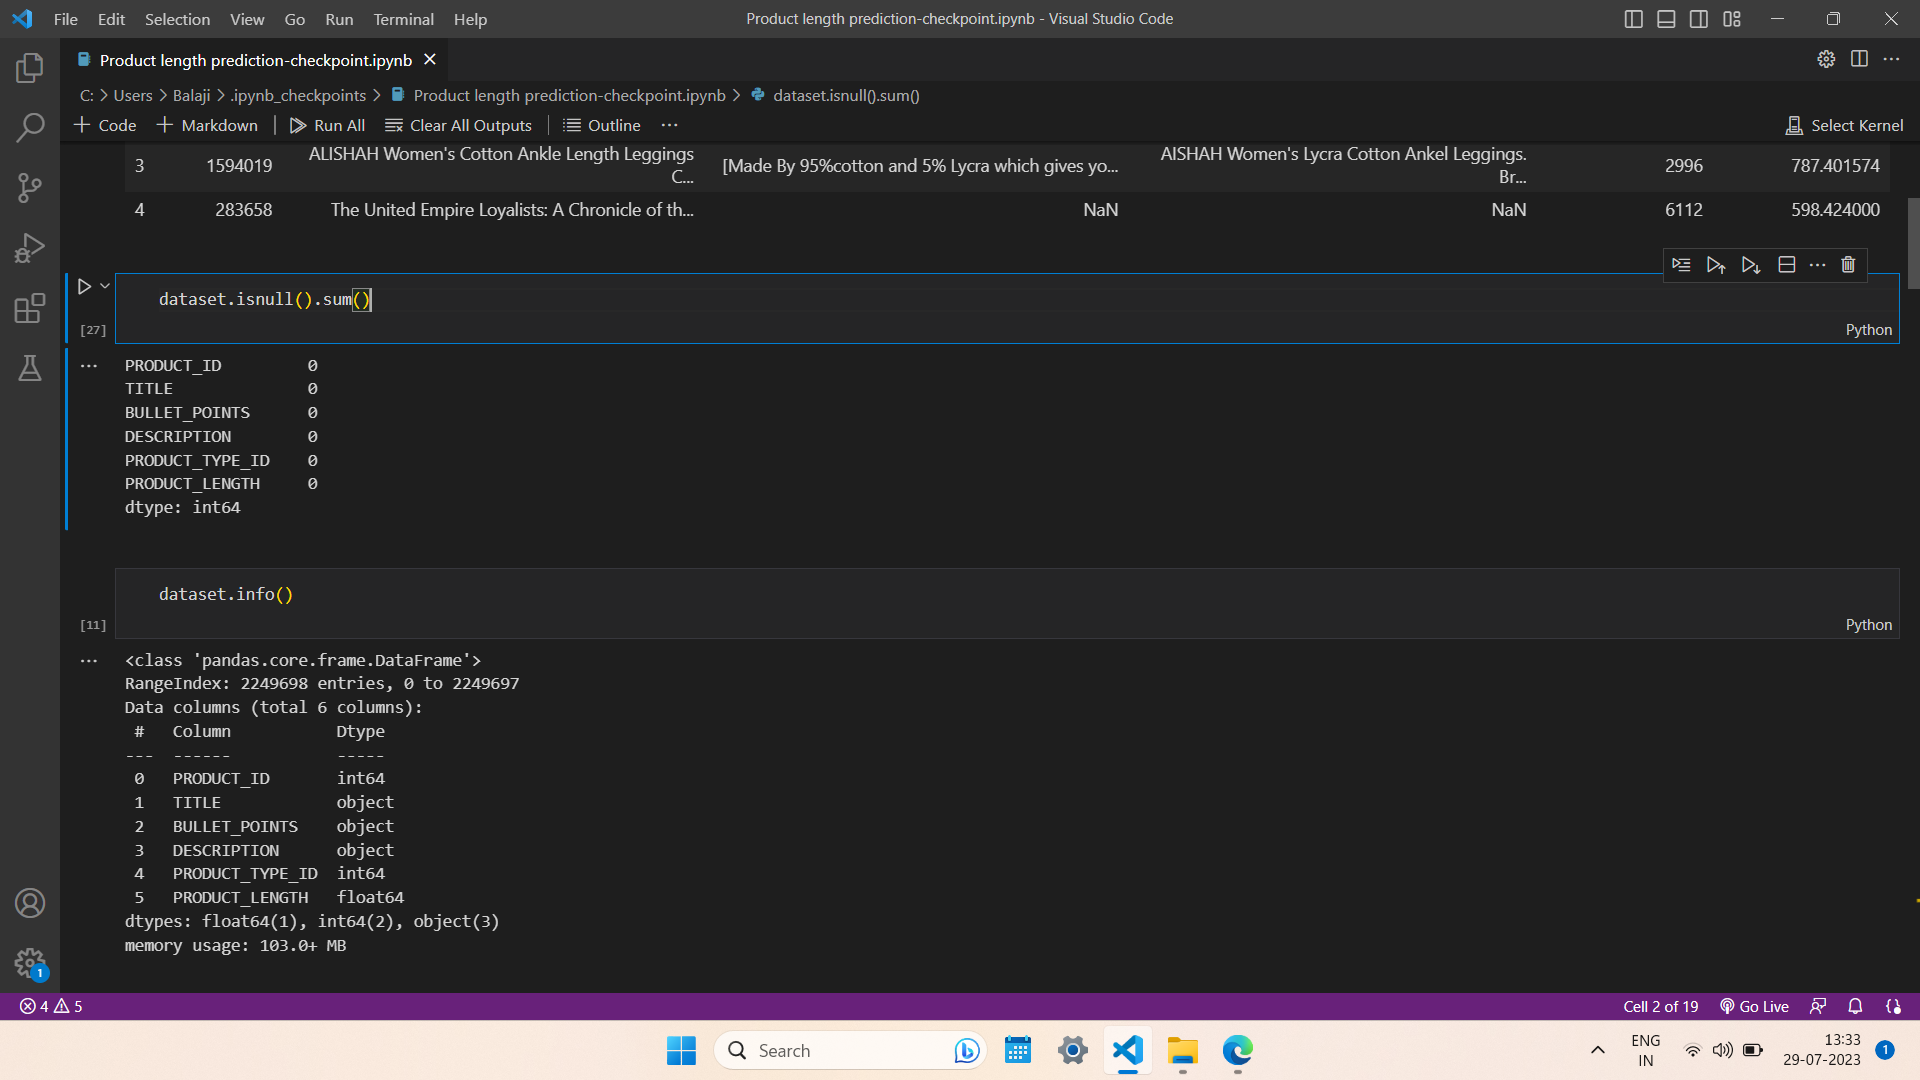 File Edit Selection View Go Run Terminal Help
Product length prediction-checkpoint.ipynb - Visual Studio Code
Product length prediction-checkpoint.ipynb
C: > Users > Balaji > .ipynb_checkpoints > Product length prediction-checkpoint.ipynb > dataset.isnull().sum()
+ Code + Markdown | Run All Clear All Outputs | Outline ... Select Kernel
3 1594019 ALISHAH Women's Cotton Ankle Length Leggings C... [Made By 95%cotton and 5% Lycra which gives yo... AISHAH Women's Lycra Cotton Ankel Leggings. Br... 2996 787.401574
4 283658 The United Empire Loyalists: A Chronicle of th... NaN NaN 6112 598.424000
dataset.isnull().sum()
[27] Python
PRODUCT_ID 0
TITLE 0
BULLET_POINTS 0
DESCRIPTION 0
PRODUCT_TYPE_ID 0
PRODUCT_LENGTH 0
dtype: int64
dataset.info()
[11] Python
<class 'pandas.core.frame.DataFrame'>
RangeIndex: 2249698 entries, 0 to 2249697
Data columns (total 6 columns):
# Column Dtype
--- ------ -----
0 PRODUCT_ID int64
1 TITLE object
2 BULLET_POINTS object
3 DESCRIPTION object
4 PRODUCT_TYPE_ID int64
5 PRODUCT_LENGTH float64
dtypes: float64(1), int64(2), object(3)
memory usage: 103.0+ MB
1
4 5 Cell 2 of 19 Go Live
Search
ENG
IN
13:33
29-07-2023
1